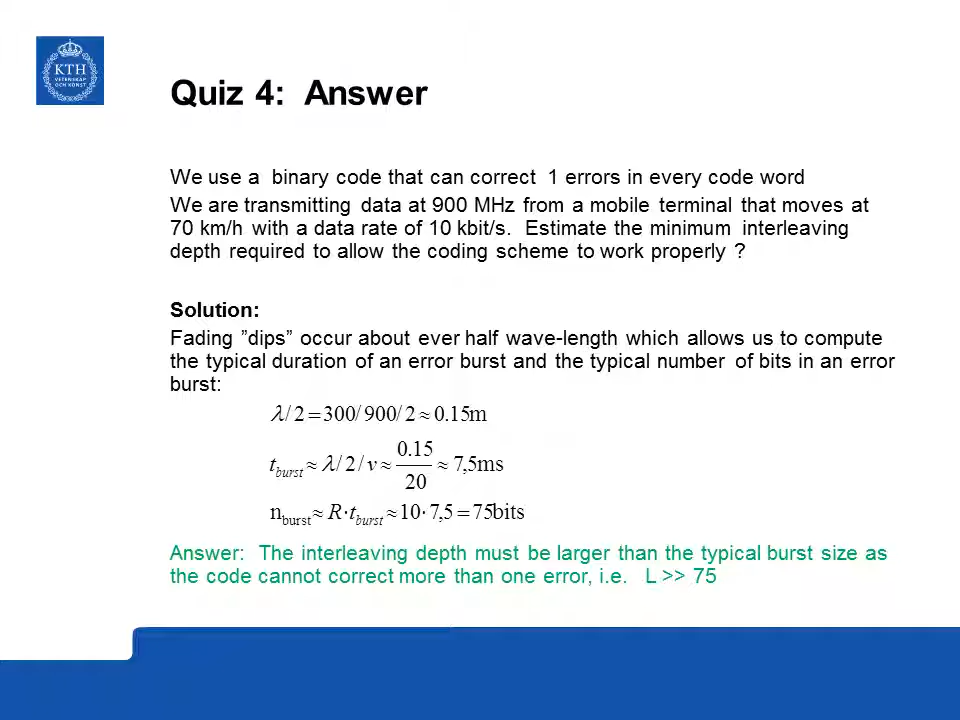 KTH
VETENSKAP
OCH KONST
Quiz 4: Answer
We use a binary code that can correct 1 errors in every code word
We are transmitting data at 900 MHz from a mobile terminal that moves at
70 km/h with a data rate of 10 kbit/s. Estimate the minimum interleaving
depth required to allow the coding scheme to work properly ?
Solution:
Fading ”dips” occur about ever half wave-length which allows us to compute
the typical duration of an error burst and the typical number of bits in an error
burst:
λ/2 = 300/900/2 ≈ 0.15m
t_burst ≈ λ/2/v ≈ 0.15/20 ≈ 7,5ms
n_burst ≈ R·t_burst ≈ 10·7,5 = 75bits
Answer: The interleaving depth must be larger than the typical burst size as
the code cannot correct more than one error, i.e. L >> 75